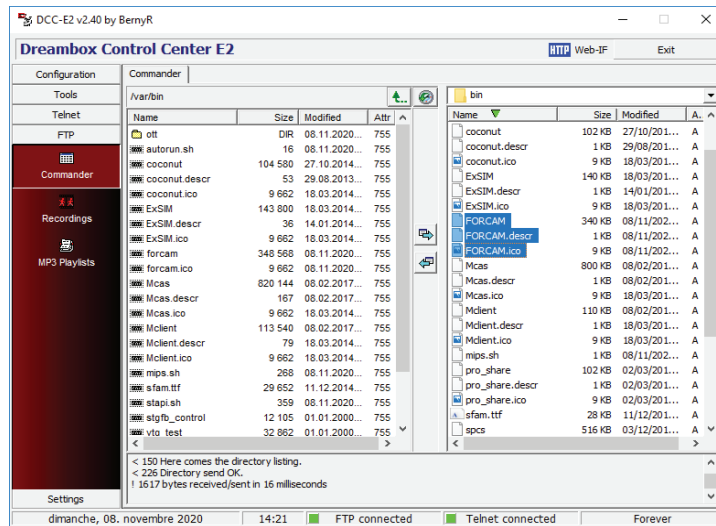 DCC-E2 v2.40 by BernyR
Dreambox Control Center E2
HTTP Web-IF Exit
Configuration
Tools
Telnet
FTP
Commander
Recordings
MP3 Playlists
Settings
Commander
/var/bin
Name Size Modified Attr
ott DIR 08.11.2020... 755
autorun.sh 16 08.11.2020... 755
coconut 104 580 27.10.2014... 755
coconut.descr 53 29.08.2013... 755
coconut.ico 9 662 18.03.2014... 755
ExSIM 143 800 18.03.2014... 755
ExSIM.descr 36 14.01.2014... 755
ExSIM.ico 9 662 18.03.2014... 755
forcam 348 568 08.11.2020... 755
forcam.ico 9 662 08.11.2020... 755
Mcas 820 144 08.02.2017... 755
Mcas.descr 167 08.02.2017... 755
Mcas.ico 9 662 18.03.2014... 755
Mclient 113 540 08.02.2017... 755
Mclient.descr 79 18.03.2014... 755
Mclient.ico 9 662 18.03.2014... 755
mips.sh 268 08.11.2020... 755
sfam.ttf 29 652 11.12.2014... 755
stapi.sh 359 08.11.2020... 755
stgfb_control 12 105 01.01.2000... 755
vtg_test 32 862 01.01.2000... 755
bin
Name Size Modified A..
coconut 102 KB 27/10/201... A
coconut.descr 1 KB 29/08/201... A
coconut.ico 9 KB 18/03/201... A
ExSIM 140 KB 18/03/201... A
ExSIM.descr 1 KB 14/01/201... A
ExSIM.ico 9 KB 18/03/201... A
FORCAM 340 KB 08/11/202... A
FORCAM.descr 1 KB 08/11/202... A
FORCAM.ico 9 KB 08/11/202... A
Mcas 800 KB 08/02/201... A
Mcas.descr 1 KB 08/02/201... A
Mcas.ico 9 KB 18/03/201... A
Mclient 110 KB 08/02/201... A
Mclient.descr 1 KB 18/03/201... A
Mclient.ico 9 KB 18/03/201... A
mips.sh 1 KB 08/11/202... A
pro_share 102 KB 02/03/201... A
pro_share.descr 1 KB 02/03/201... A
pro_share.ico 9 KB 02/03/201... A
sfam.ttf 28 KB 11/12/201... A
spcs 516 KB 03/12/201... A
< 150 Here comes the directory listing.
< 226 Directory send OK.
! 1617 bytes received/sent in 16 milliseconds
dimanche, 08. novembre 2020 14:21 FTP connected Telnet connected Forever